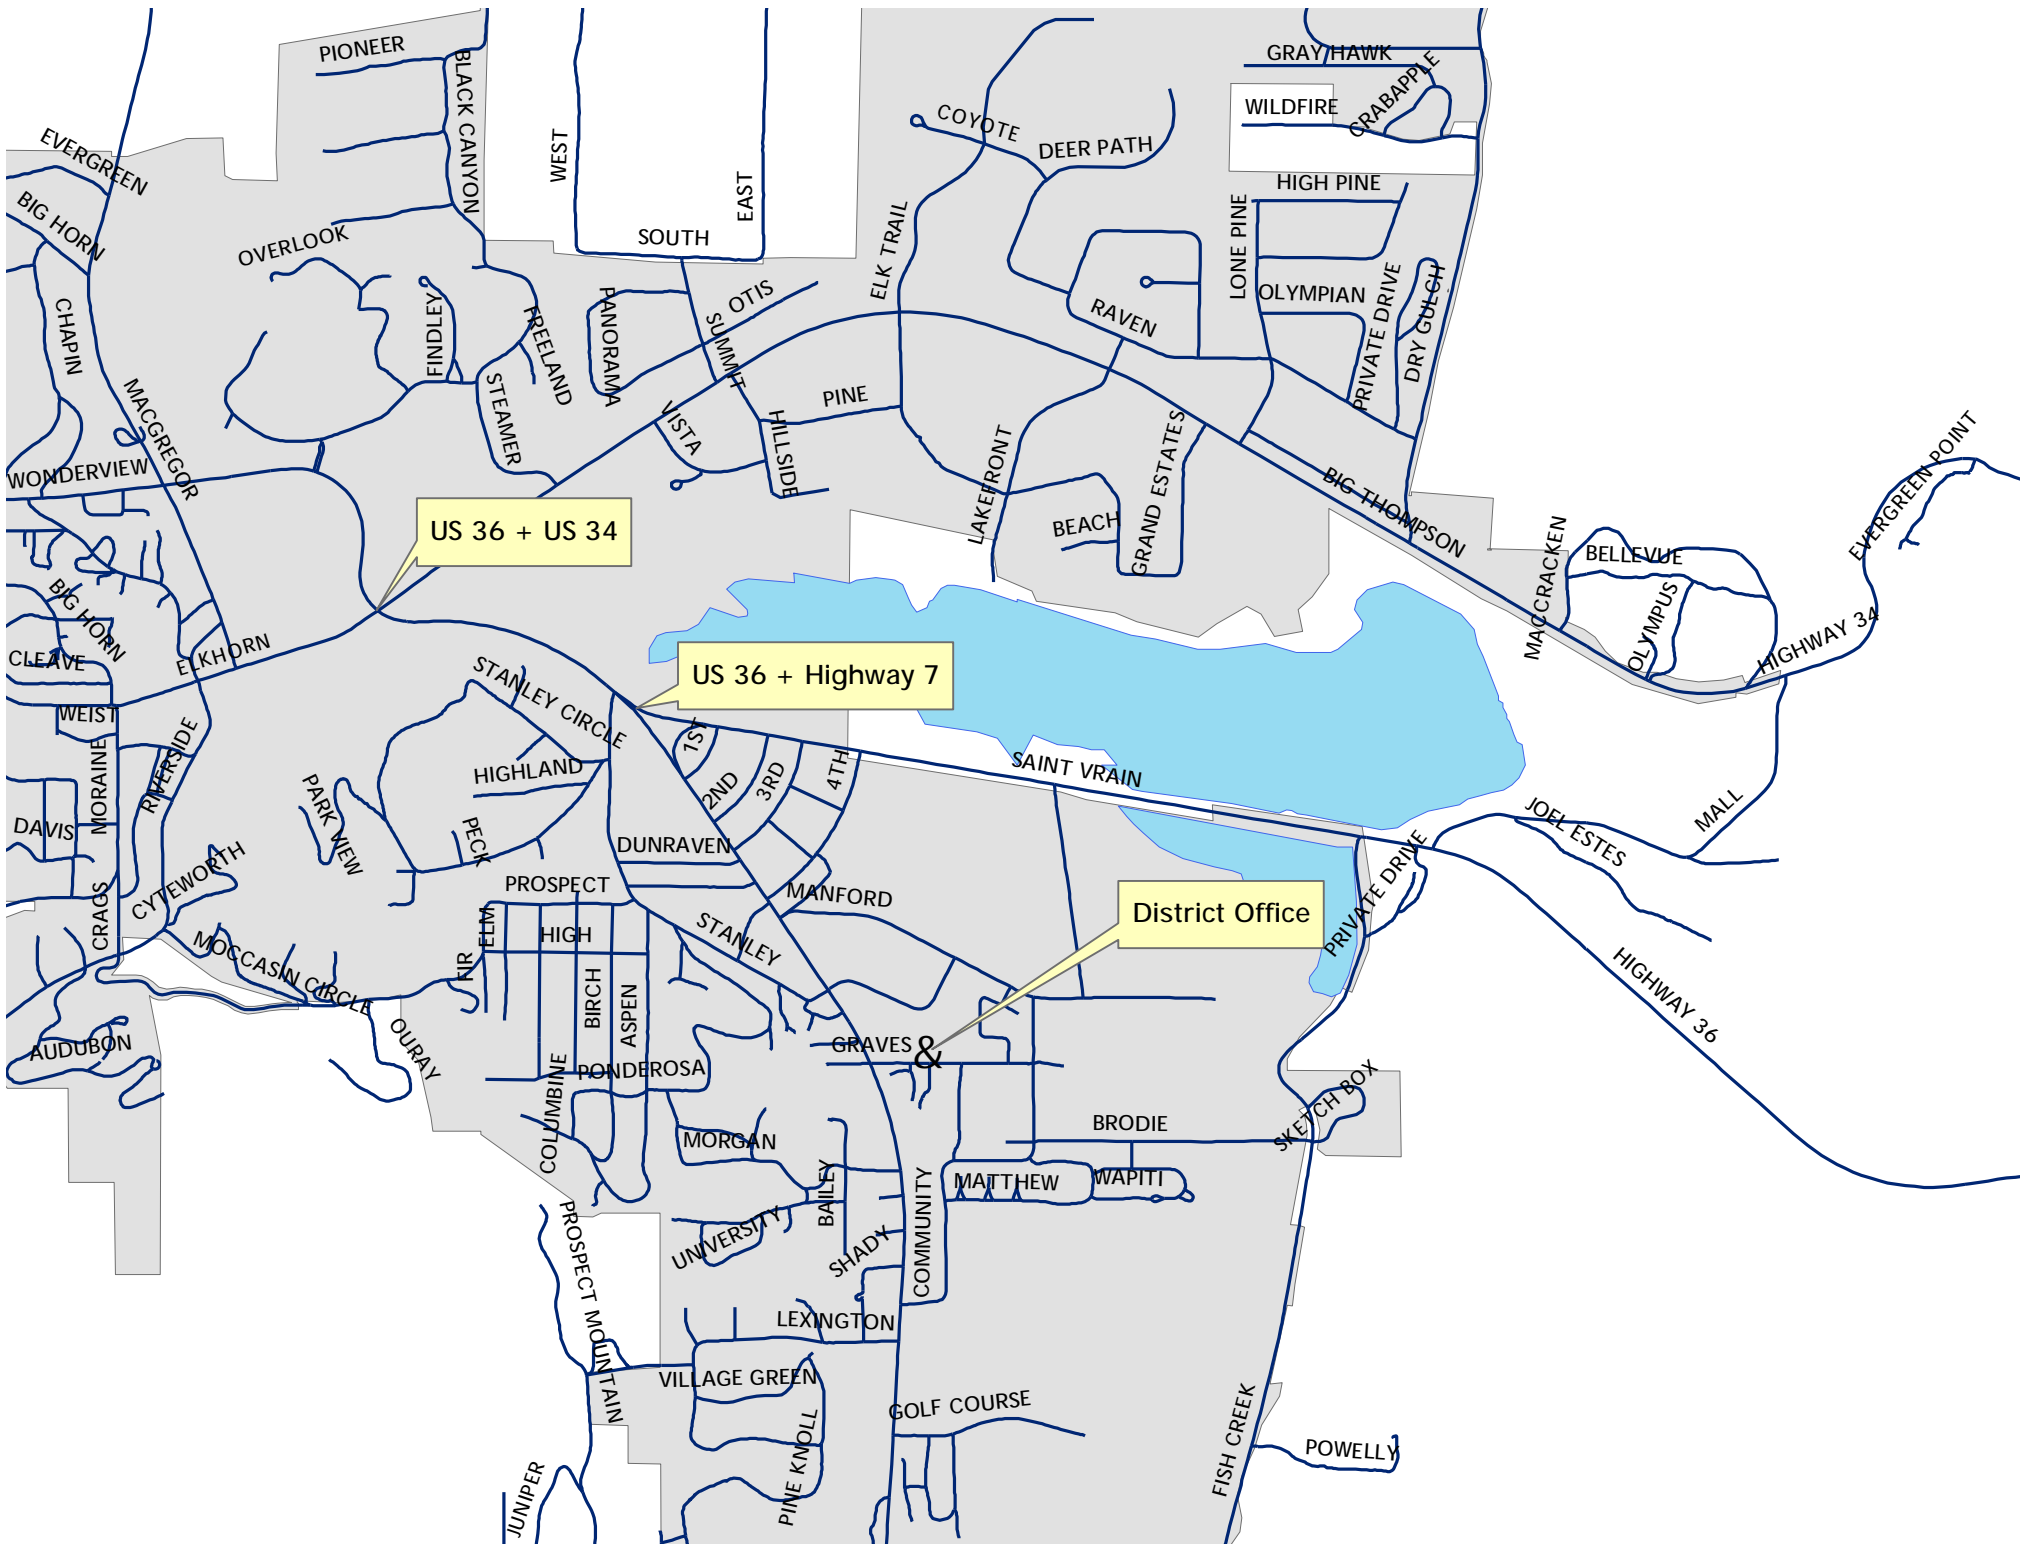 PIONEER
BLACK CANYON
GRAY HAWK
CRABAPPLE
WILDFIRE
EVERGREEN
WEST
COYOTE
DEER PATH
BIG HORN
EAST
HIGH PINE
OVERLOOK
SOUTH
ELK TRAIL
LONE PINE
CHAPIN
FINDLEY
FREELAND
PANORAMA
SUMMIT
OTIS
RAVEN
OLYMPIAN
PRIVATE DRIVE
DRY GULCH
MACGREGOR
STEAMER
VISTA
HILLSIDE
PINE
LAKEFRONT
GRAND ESTATES
WONDERVIEW
BIG THOMPSON
EVERGREEN POINT
US 36 + US 34
BEACH
MACCRACKEN
BELLEVUE
BIG HORN
OLYMPUS
HIGHWAY 34
CLEAVE
ELKHORN
STANLEY CIRCLE
US 36 + Highway 7
WEIST
MORAINE
RIVERSIDE
1ST
2ND
3RD
4TH
SAINT VRAIN
HIGHLAND
PARK VIEW
PECK
DAVIS
DUNRAVEN
JOEL ESTES
MALL
CYTEWORTH
CRAGS
PROSPECT
MANFORD
District Office
PRIVATE DRIVE
ELM
HIGH
STANLEY
MOCCASIN CIRCLE
FIR
BIRCH
ASPEN
HIGHWAY 36
AUDUBON
OURAY
COLUMBINE
PONDEROSA
GRAVES
&
SKETCH BOX
MORGAN
BRODIE
BAILEY
COMMUNITY
MATTHEW
WAPITI
PROSPECT MOUNTAIN
UNIVERSITY
SHADY
LEXINGTON
VILLAGE GREEN
PINE KNOLL
GOLF COURSE
FISH CREEK
POWELLY
JUNIPER